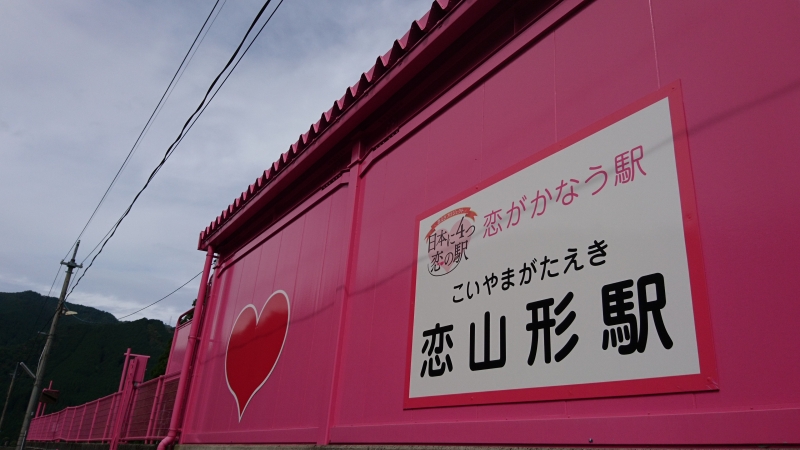 恋がかなう駅
日本に4つ
恋の駅
こいやまがたえき
恋山形駅